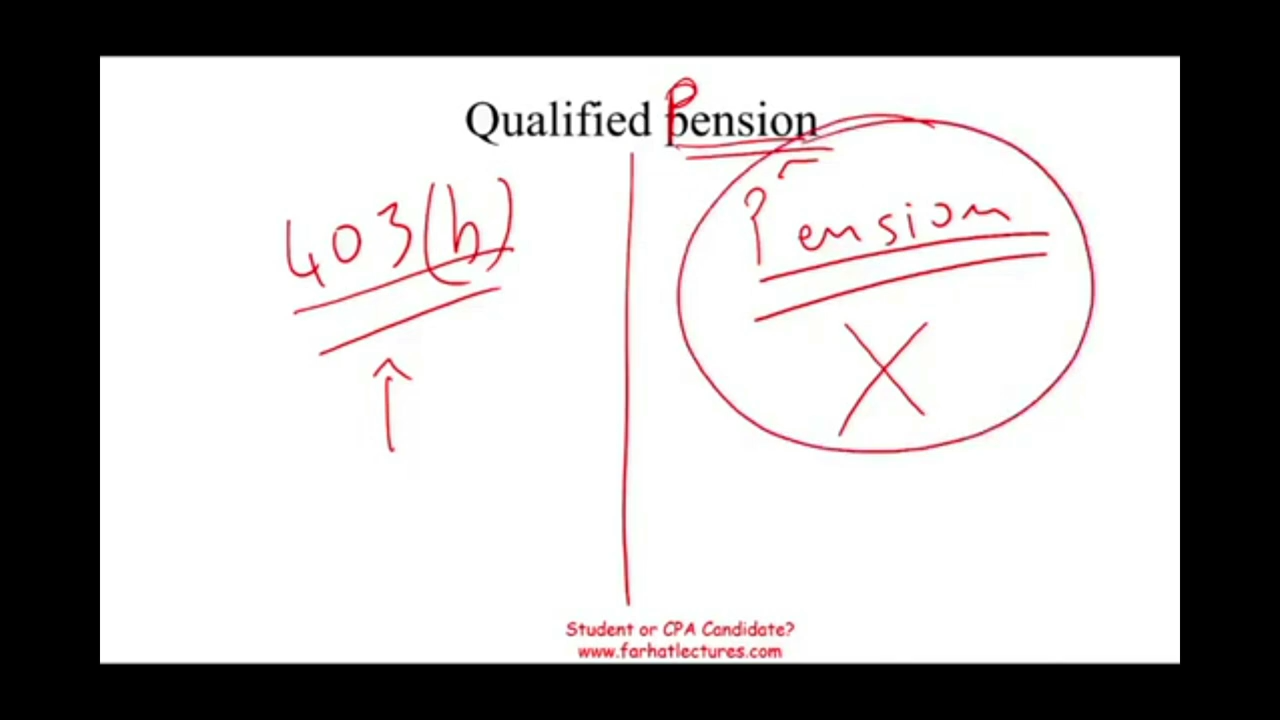 Qualified Pension
403(b)
Pension
X
Student or CPA Candidate?
www.farhatlectures.com